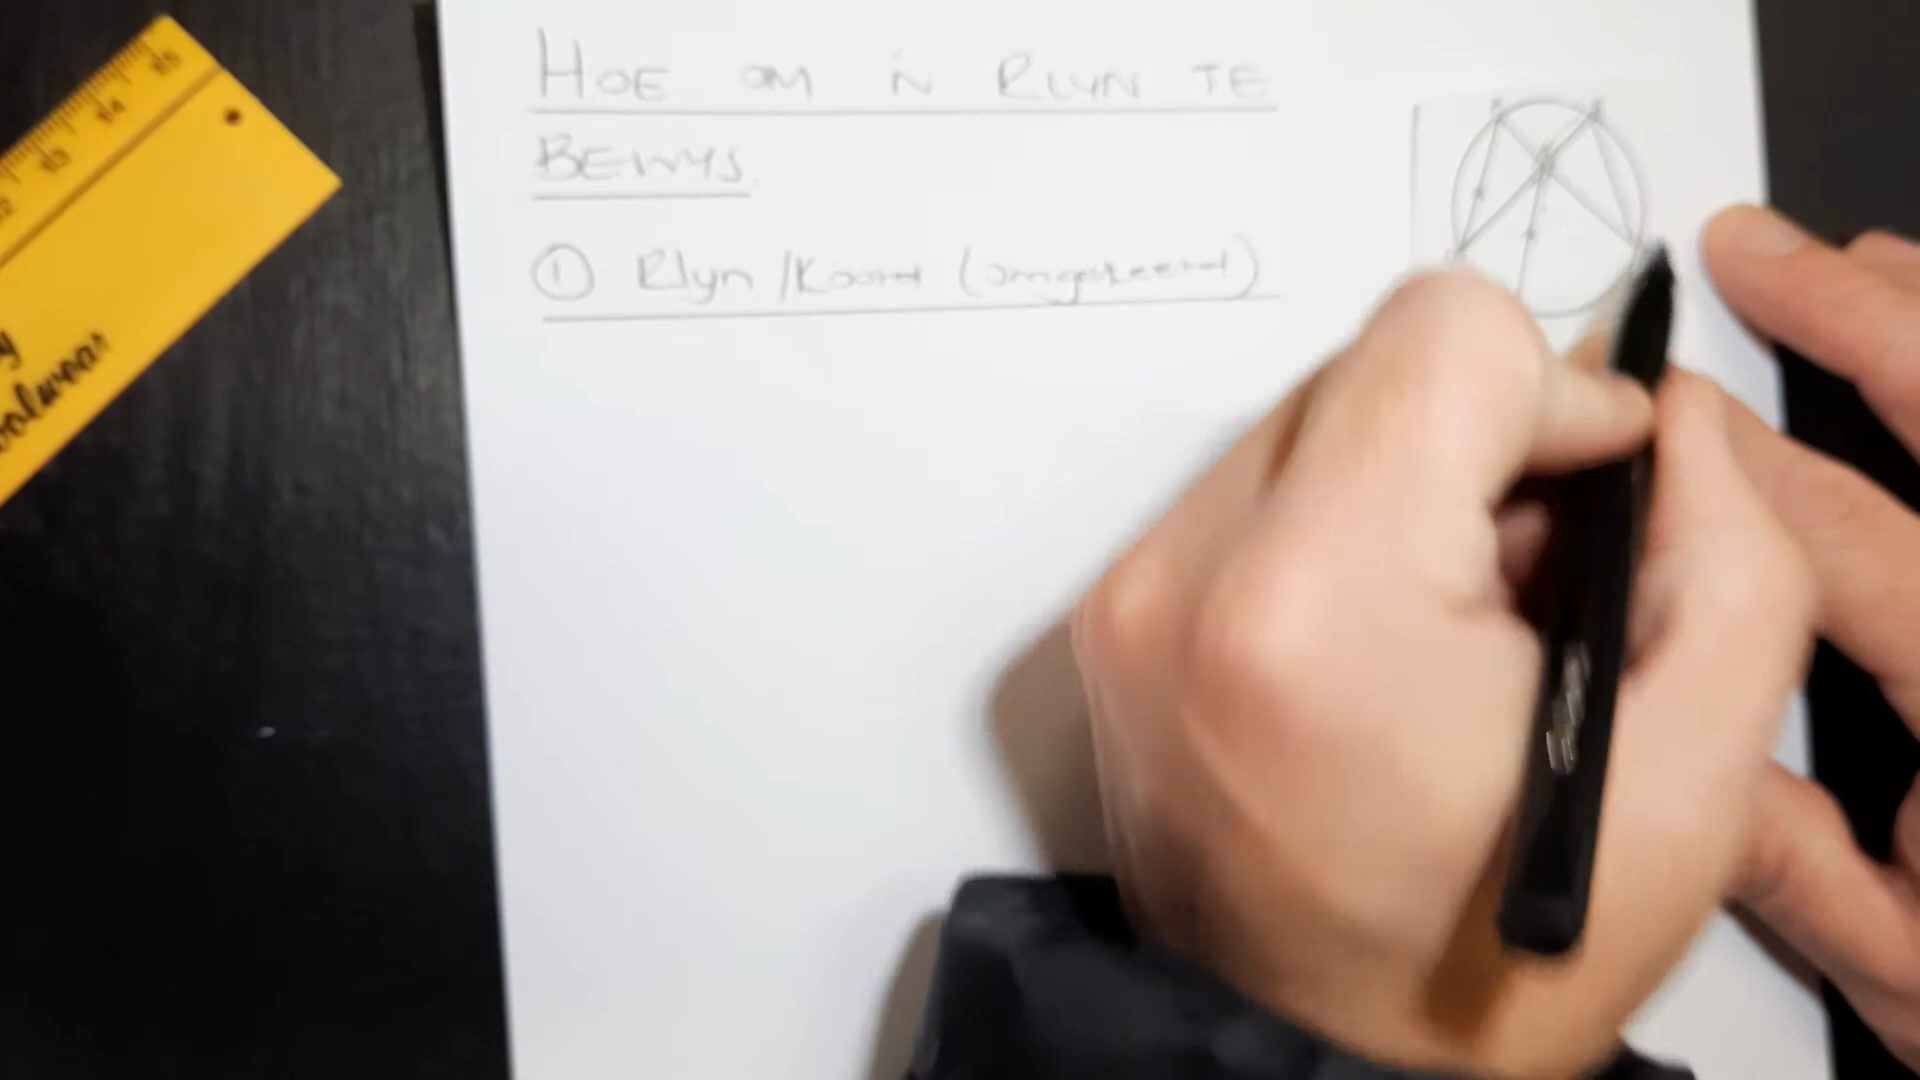 HOE OM 'N RLYN TE
BEWYS.
① Rlyn / Koord (omgekeerd)